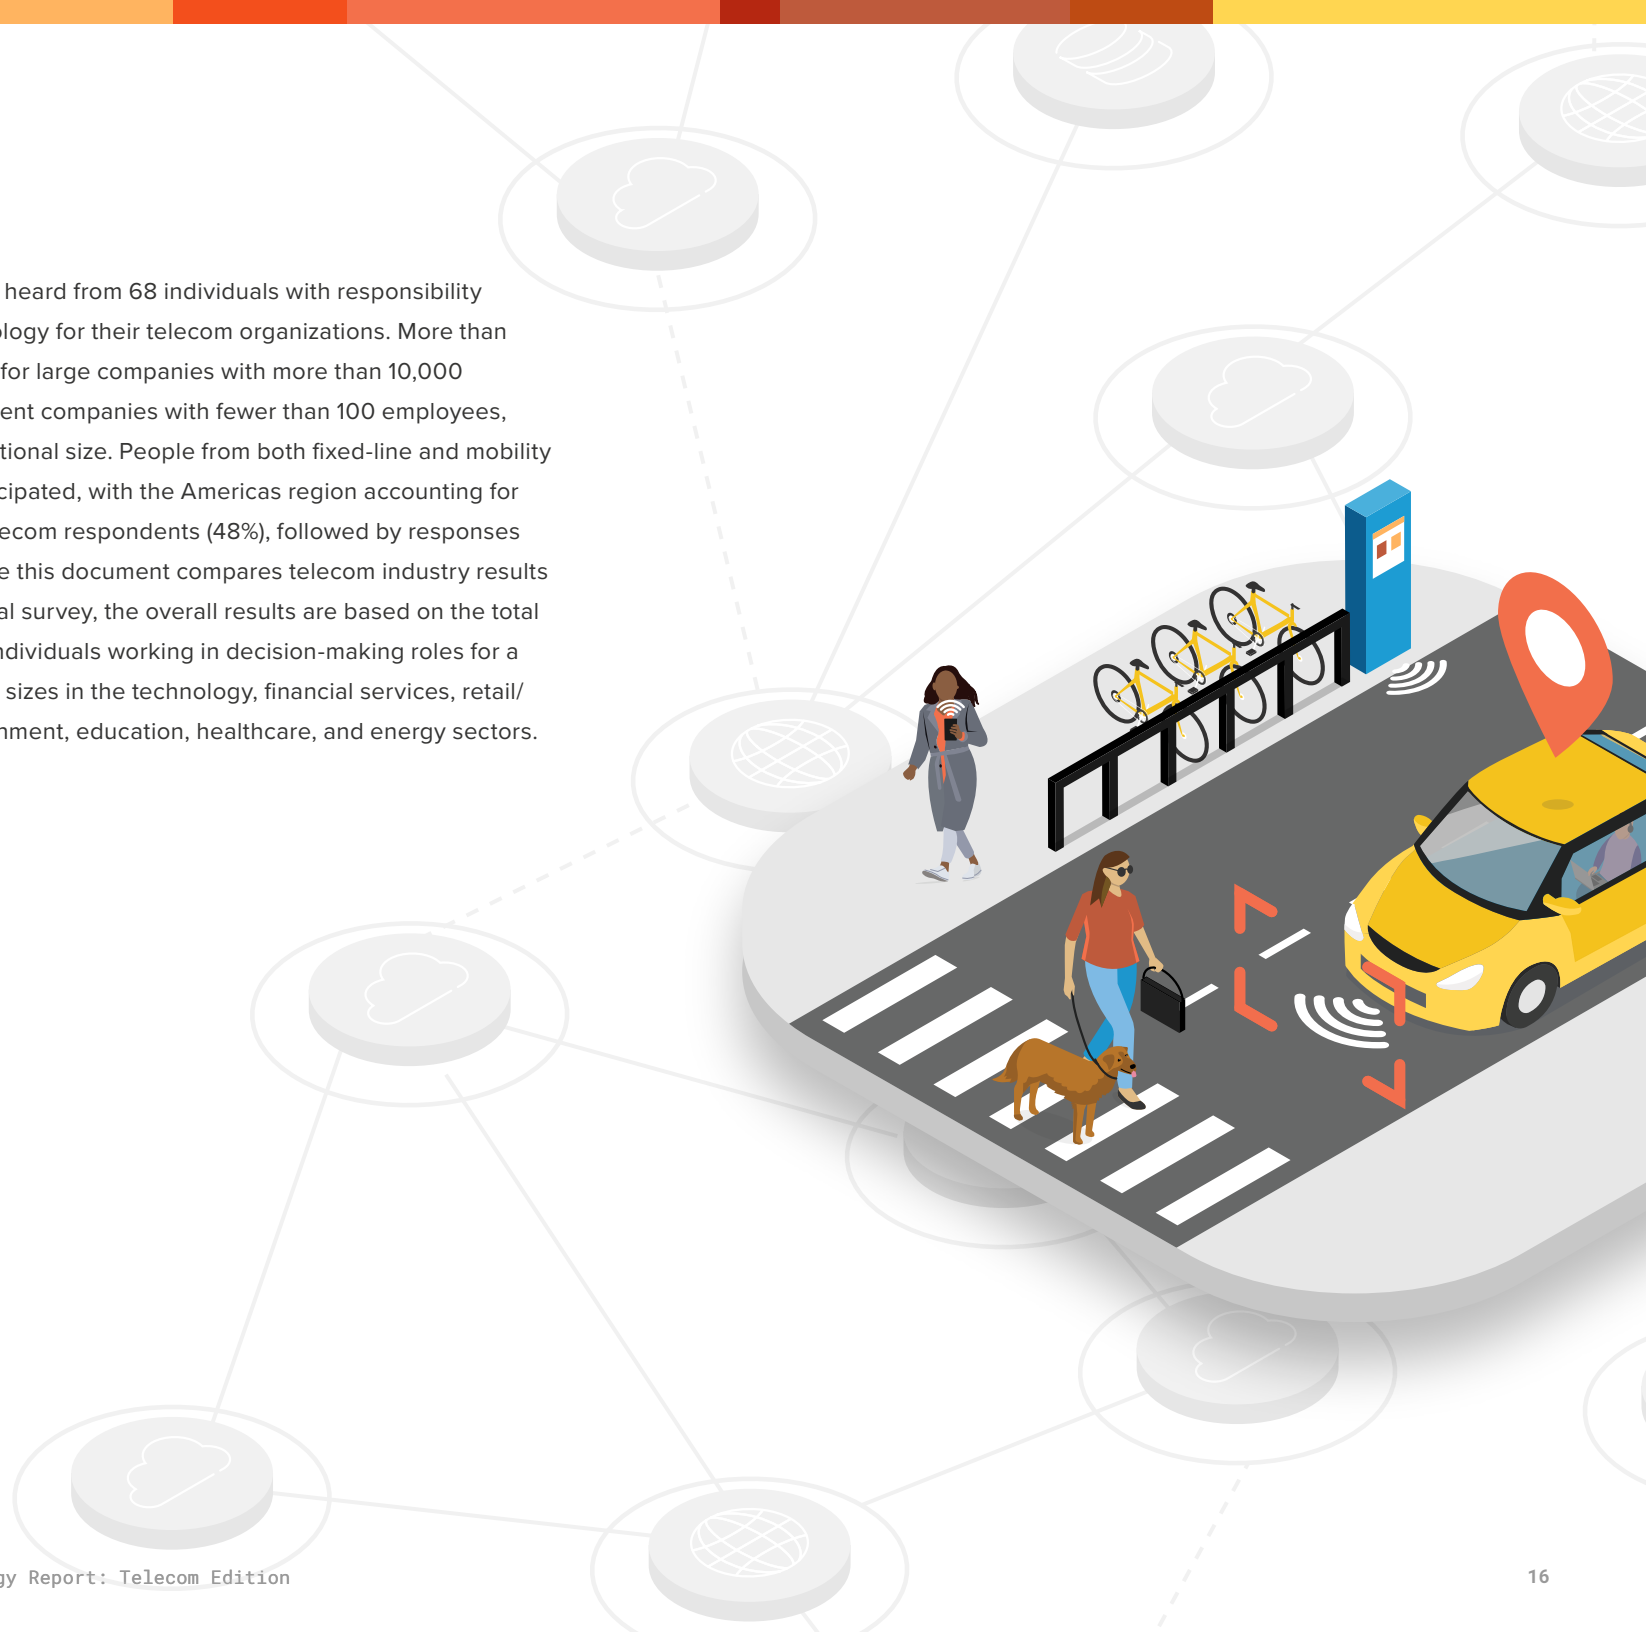 heard from 68 individuals with responsibility
ology for their telecom organizations. More than
for large companies with more than 10,000
ent companies with fewer than 100 employees,
tional size. People from both fixed-line and mobility
cipated, with the Americas region accounting for
ecom respondents (48%), followed by responses
e this document compares telecom industry results
al survey, the overall results are based on the total
ndividuals working in decision-making roles for a
sizes in the technology, financial services, retail/
nment, education, healthcare, and energy sectors.
gy Report: Telecom Edition
16